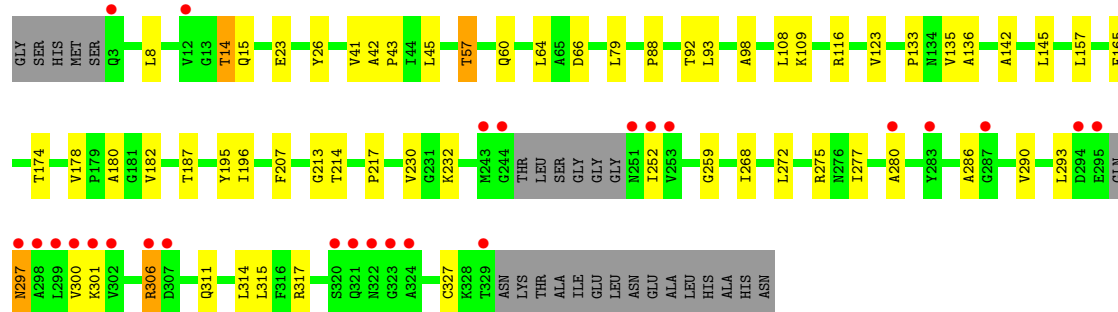 GLY SER HIS MET SER Q3 L8 V12 G13 T14 Q15 E23 Y26 V41 A42 P43 I44 L45 T57 Q60 L64 A65 D66 L79 P88 T92 L93 A98 L108 K109 R116 V123 P133 N134 V135 A136 A142 L145 L157
T174 V178 P179 A180 G181 V182 T187 Y195 I196 F207 G213 T214 P217 V230 G231 K232 M243 G244 THR LEU SER GLY GLY GLY N251 I252 V253 G259 I268 L272 R275 N276 I277 A280 Y283 A286 G287 V290 L293 D294 E295
N297 A298 L299 V300 K301 V302 R306 D307 Q311 L314 L315 F316 R317 S320 Q321 N322 G323 A324 C327 K328 T329 ASN LYS THR ALA ILE GLU LEU ASN GLU ALA LEU HIS ALA HIS ASN